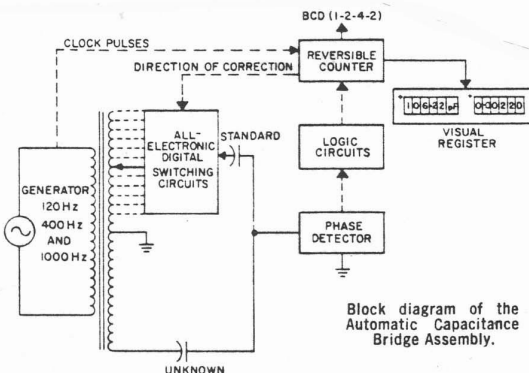 BCD (1-2-4-2)
CLOCK PULSES
REVERSIBLE
COUNTER
DIRECTION OF CORRECTION
VISUAL
REGISTER
ALL-
ELECTRONIC
DIGITAL
SWITCHING
CIRCUITS
STANDARD
LOGIC
CIRCUITS
GENERATOR
120 Hz
400 Hz
AND
1000 Hz
PHASE
DETECTOR
UNKNOWN
Block diagram of the
Automatic Capacitance
Bridge Assembly.